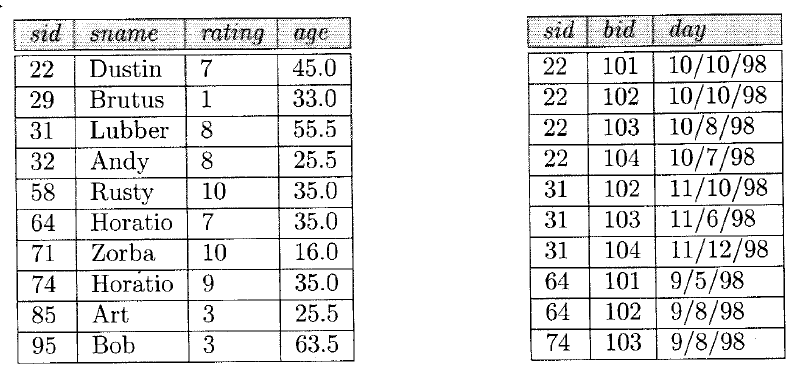 sid sname rating age
22 Dustin 7 45.0
29 Brutus 1 33.0
31 Lubber 8 55.5
32 Andy 8 25.5
58 Rusty 10 35.0
64 Horatio 7 35.0
71 Zorba 10 16.0
74 Horatio 9 35.0
85 Art 3 25.5
95 Bob 3 63.5
sid bid day
22 101 10/10/98
22 102 10/10/98
22 103 10/8/98
22 104 10/7/98
31 102 11/10/98
31 103 11/6/98
31 104 11/12/98
64 101 9/5/98
64 102 9/8/98
74 103 9/8/98